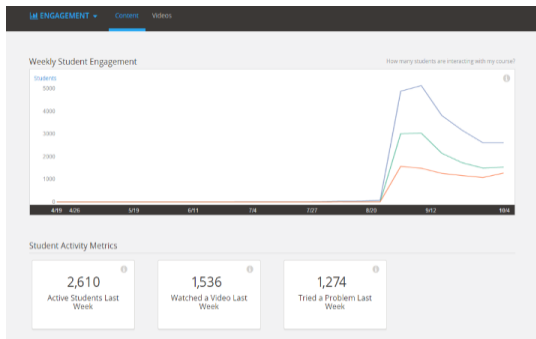 ENGAGEMENT Content Videos
Weekly Student Engagement How many students are interacting with my course?
Students
5000
4000
3000
2000
1000
0
4/19 4/26 5/19 6/11 7/4 7/27 8/20 9/12 10/4
Student Activity Metrics
2,610 1,536 1,274
Active Students Last Watched a Video Last Tried a Problem Last
Week Week Week